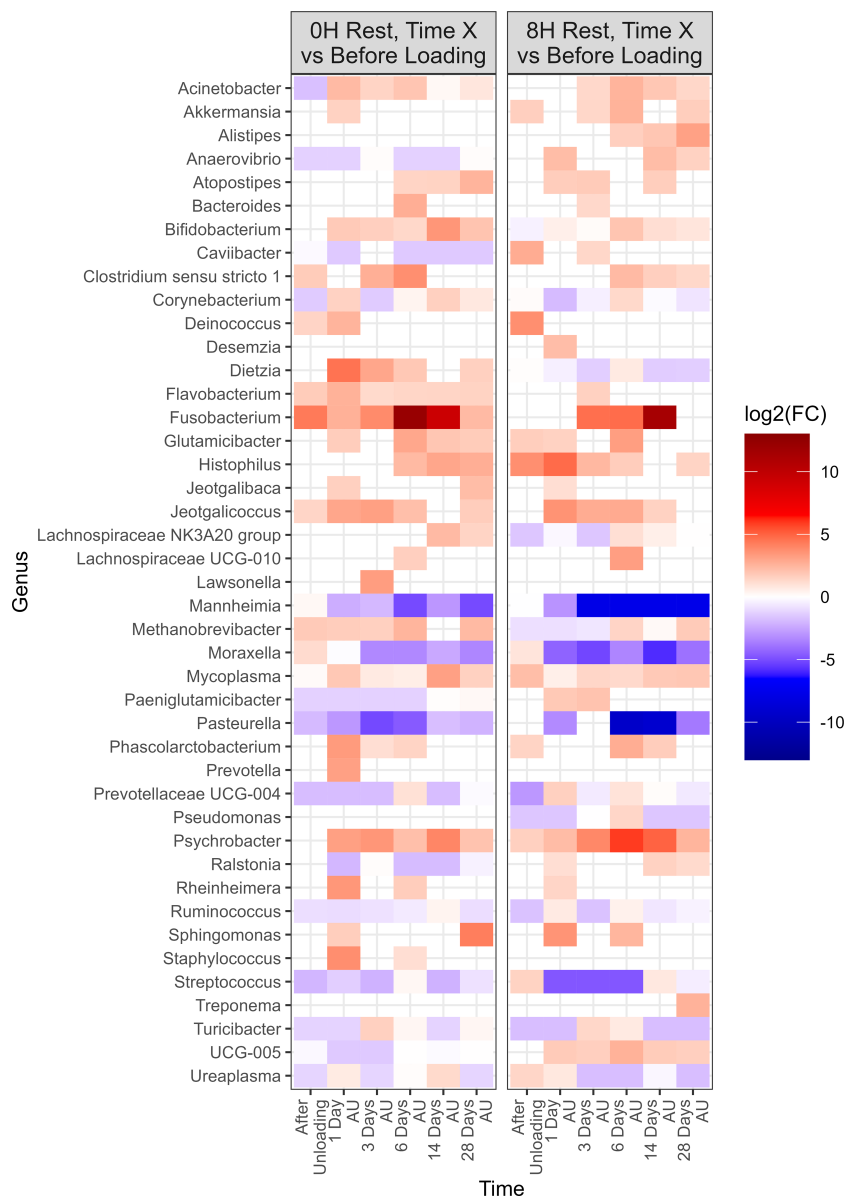 0H Rest, Time X
vs Before Loading
8H Rest, Time X
vs Before Loading
Genus
Acinetobacter
Akkermansia
Alistipes
Anaerovibrio
Atopostipes
Bacteroides
Bifidobacterium
Caviibacter
Clostridium sensu stricto 1
Corynebacterium
Deinococcus
Desemzia
Dietzia
Flavobacterium
Fusobacterium
Glutamicibacter
Histophilus
Jeotgalibaca
Jeotgalicoccus
Lachnospiraceae NK3A20 group
Lachnospiraceae UCG-010
Lawsonella
Mannheimia
Methanobrevibacter
Moraxella
Mycoplasma
Paeniglutamicibacter
Pasteurella
Phascolarctobacterium
Prevotella
Prevotellaceae UCG-004
Pseudomonas
Psychrobacter
Ralstonia
Rheinheimera
Ruminococcus
Sphingomonas
Staphylococcus
Streptococcus
Treponema
Turicibacter
UCG-005
Ureaplasma
After
Unloading
1 Day
AU
3 Days
AU
6 Days
AU
14 Days
AU
28 Days
AU
After
Unloading
1 Day
AU
3 Days
AU
6 Days
AU
14 Days
AU
28 Days
AU
Time
log2(FC)
10
5
0
-5
-10